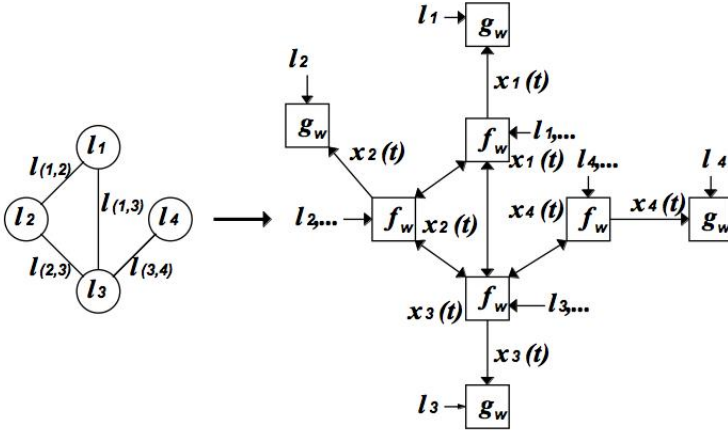 l1
l(1,2)
l2
l(1,3)
l4
l(2,3)
l(3,4)
l3
l1
gw
x1(t)
l2
gw
x2(t)
fw
l1,...
x1(t)
l4,...
l4
l2,...
fw
x2(t)
x4(t)
fw
x4(t)
gw
x3(t)
fw
l3,...
x3(t)
l3
gw